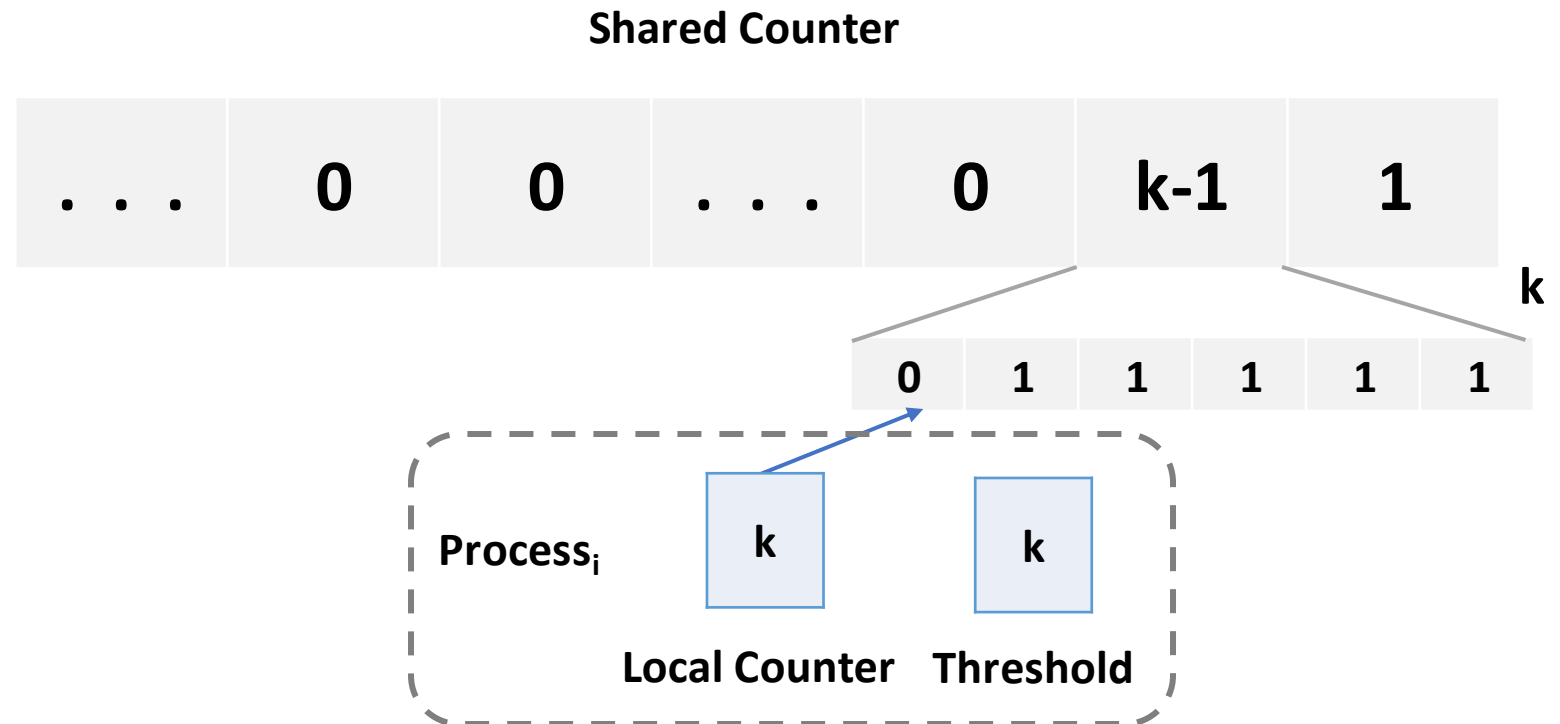 Shared Counter
. . . 0 0 . . . 0 k-1 1
k
0 1 1 1 1 1
k k
Processᵢ
Local Counter Threshold